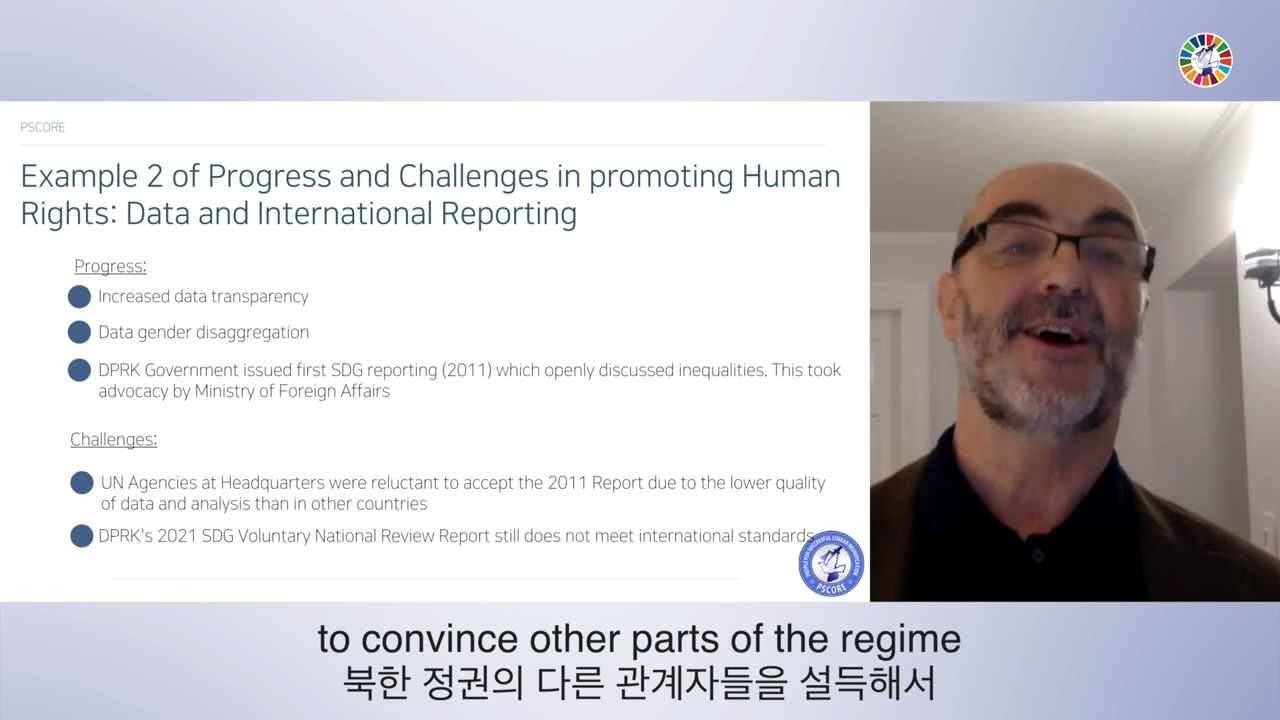 PSCORE
Example 2 of Progress and Challenges in promoting Human
Rights: Data and International Reporting
Progress:
Increased data transparency
Data gender disaggregation
DPRK Government issued first SDG reporting (2011) which openly discussed inequalities. This took
advocacy by Ministry of Foreign Affairs
Challenges:
UN Agencies at Headquarters were reluctant to accept the 2011 Report due to the lower quality
of data and analysis than in other countries
DPRK's 2021 SDG Voluntary National Review Report still does not meet international standards
PEOPLE FOR SUCCESSFUL COREAN REUNIFICATION
PSCORE
to convince other parts of the regime
북한 정권의 다른 관계자들을 설득해서